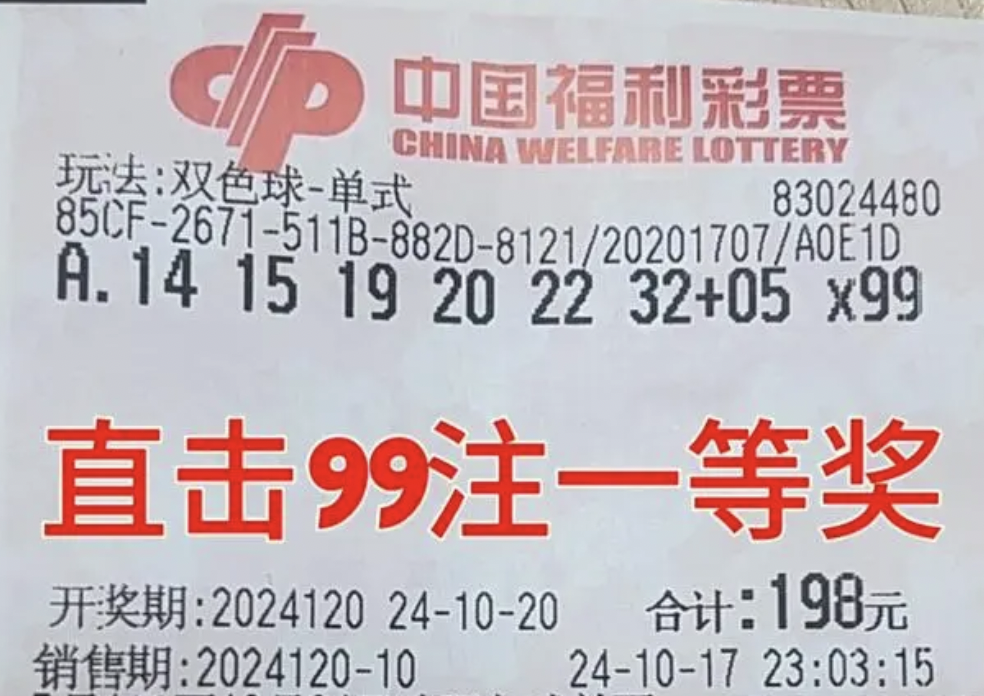 中国福利彩票
CHINA WELFARE LOTTERY
玩法:双色球-单式 83024480
85CF-2671-511B-882D-8121/20201707/A0E1D
A.14 15 19 20 22 32+05 x99
直击99注一等奖
开奖期:2024120 24-10-20 合计:198元
销售期:2024120-10 24-10-17 23:03:15